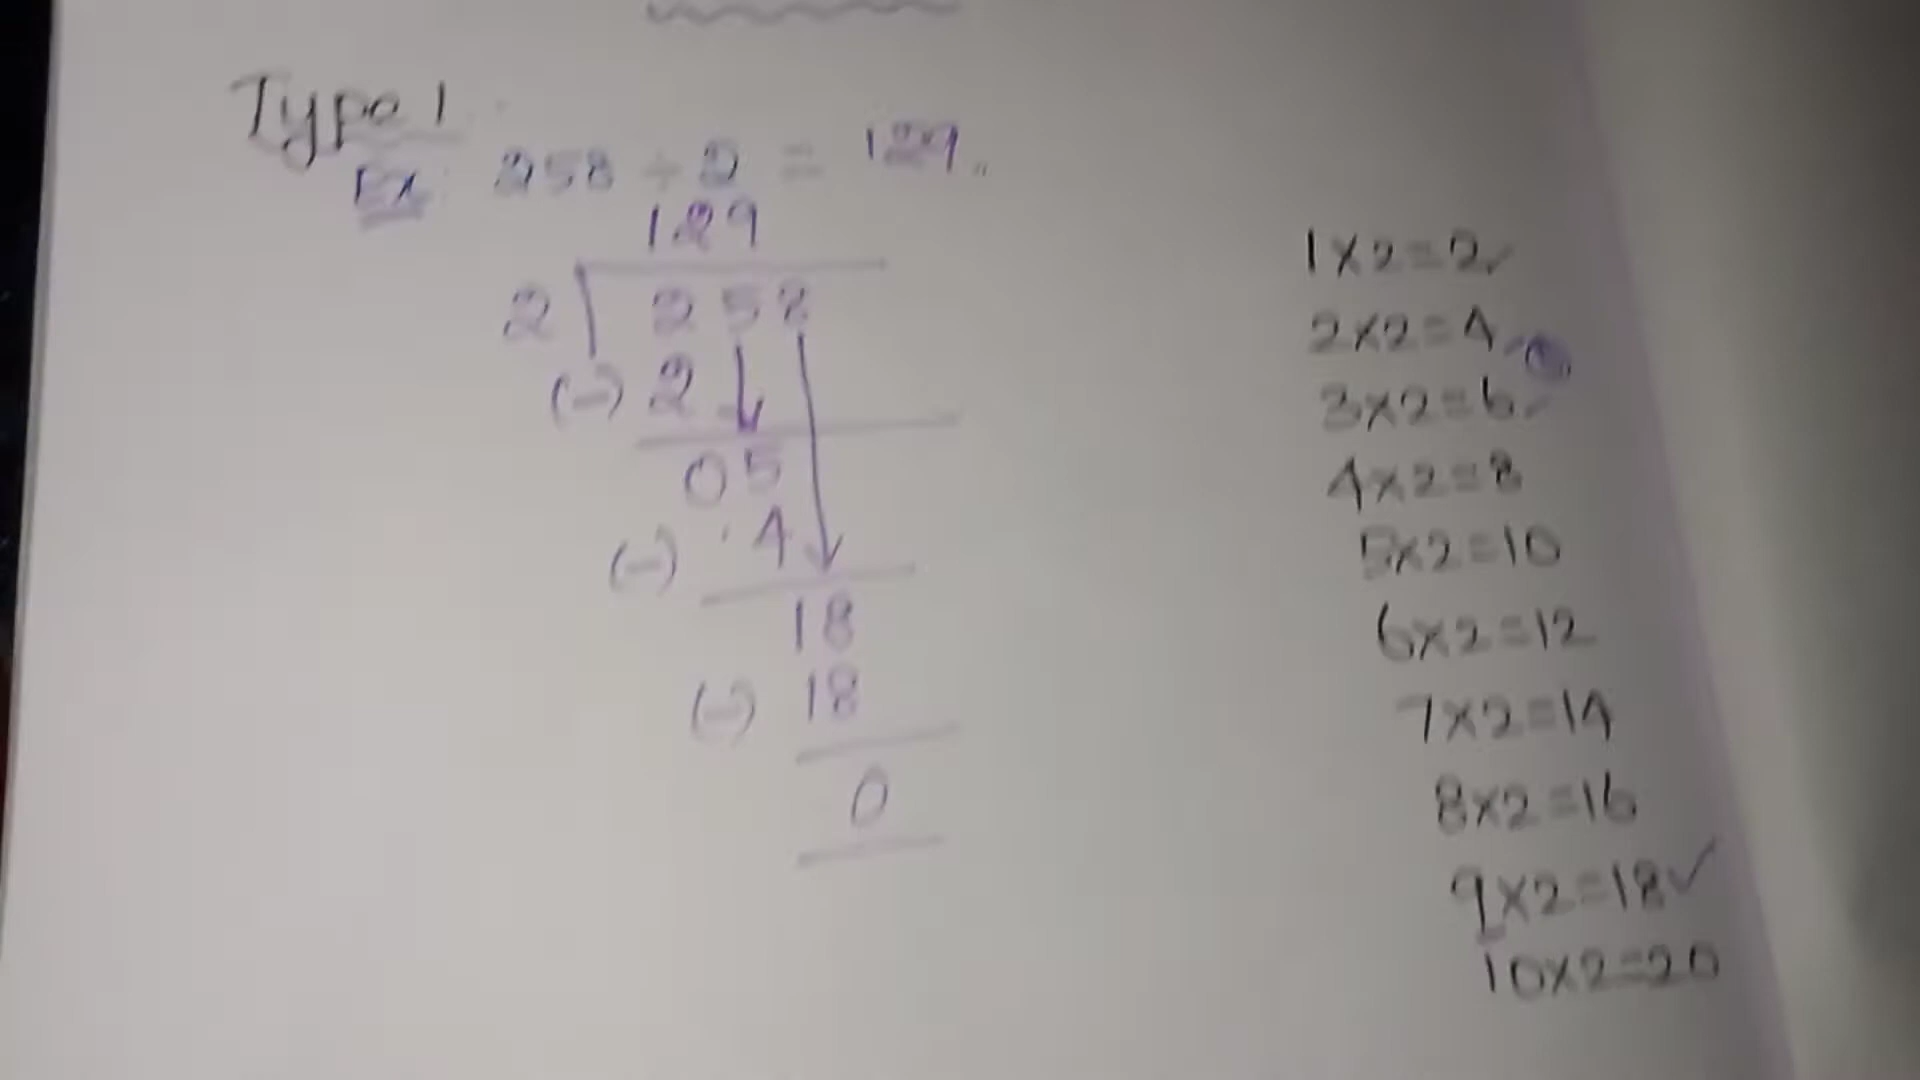 Type 1
Ex: 258 ÷ 2 = 129
129
2 258
(-) 2
05
(-) 4
18
(-) 18
0
1x2=2✓
2x2=4
3x2=6
4x2=8
5x2=10
6x2=12
7x2=14
8x2=16
9x2=18✓
10x2=20